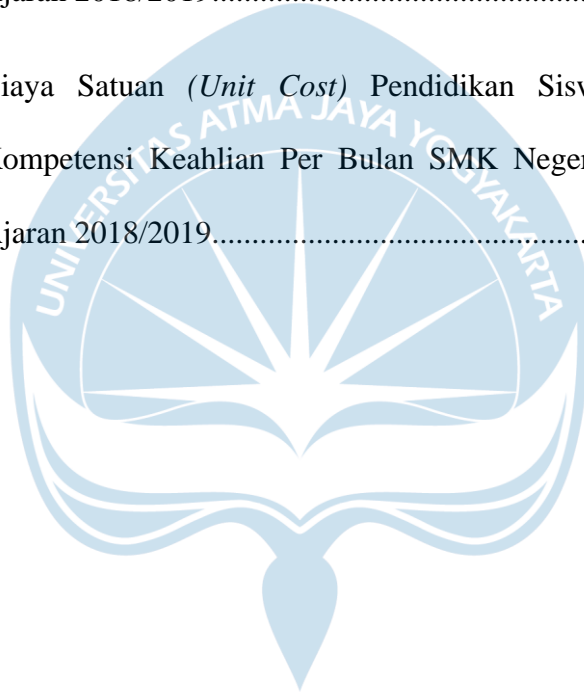 jaran 2018/2019
iaya Satuan (Unit Cost) Pendidikan Sisw
Kompetensi Keahlian Per Bulan SMK Neger
jaran 2018/2019
UNIVERSITAS ATMA JAYA YOGYAKARTA